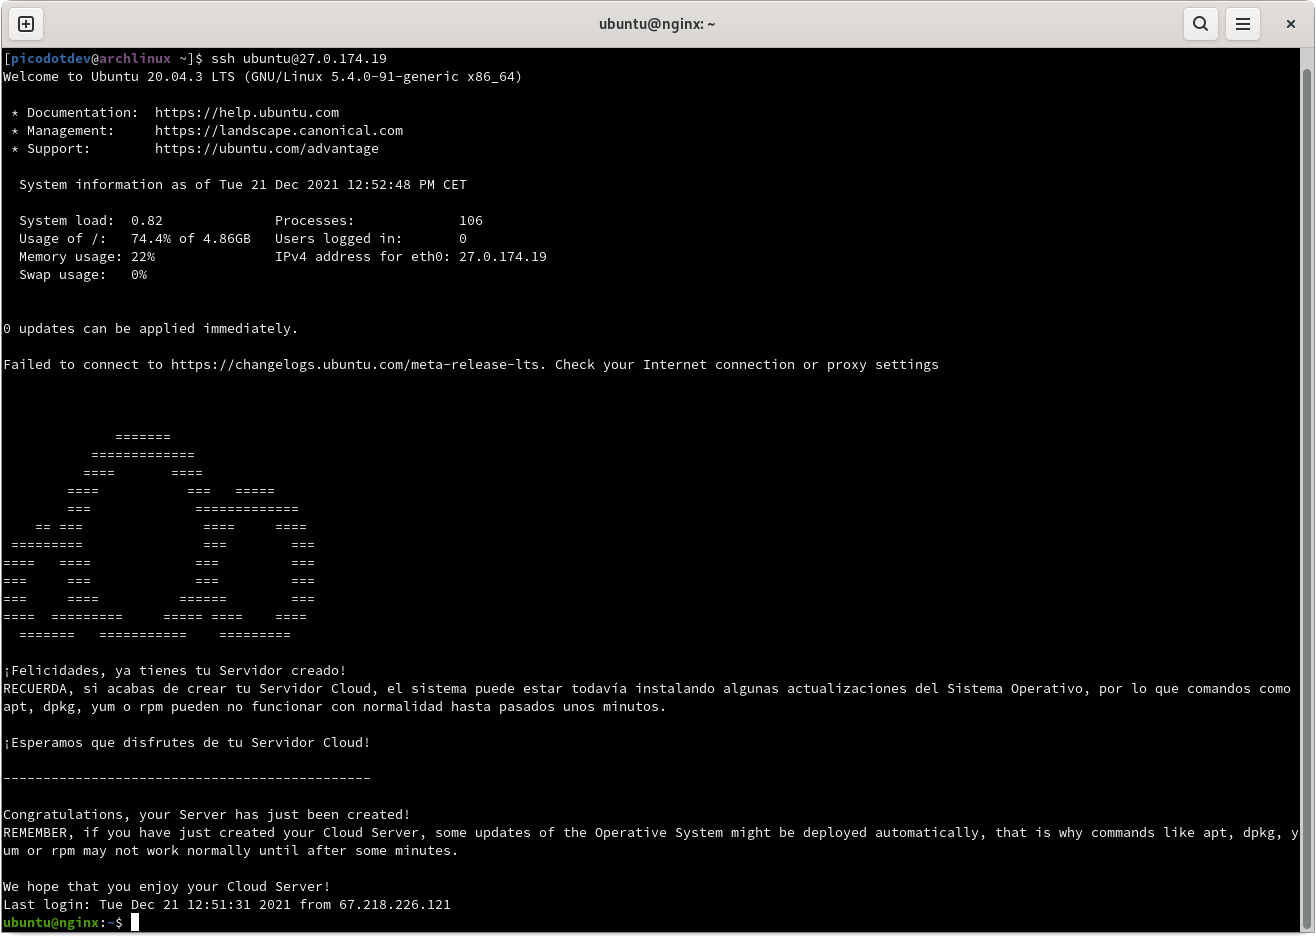 ubuntu@nginx: ~
[picodotdev@archlinux ~]$ ssh ubuntu@27.0.174.19
Welcome to Ubuntu 20.04.3 LTS (GNU/Linux 5.4.0-91-generic x86_64)

 * Documentation:  https://help.ubuntu.com
 * Management:     https://landscape.canonical.com
 * Support:        https://ubuntu.com/advantage

  System information as of Tue 21 Dec 2021 12:52:48 PM CET

  System load:  0.82              Processes:             106
  Usage of /:   74.4% of 4.86GB   Users logged in:       0
  Memory usage: 22%               IPv4 address for eth0: 27.0.174.19
  Swap usage:   0%

0 updates can be applied immediately.

Failed to connect to https://changelogs.ubuntu.com/meta-release-lts. Check your Internet connection or proxy settings

              =======
           =============
          ====       ====
        ====           ===   =====
        ===             =============
    == ===               ====     ====
 =========               ===        ===
====   ====             ===         ===
===     ===             ===         ===
===     ====          ======        ===
====  =========     ===== ====    ====
  =======   ===========    =========

¡Felicidades, ya tienes tu Servidor creado!
RECUERDA, si acabas de crear tu Servidor Cloud, el sistema puede estar todavía instalando algunas actualizaciones del Sistema Operativo, por lo que comandos como
apt, dpkg, yum o rpm pueden no funcionar con normalidad hasta pasados unos minutos.

¡Esperamos que disfrutes de tu Servidor Cloud!

----------------------------------------------

Congratulations, your Server has just been created!
REMEMBER, if you have just created your Cloud Server, some updates of the Operative System might be deployed automatically, that is why commands like apt, dpkg, y
um or rpm may not work normally until after some minutes.

We hope that you enjoy your Cloud Server!
Last login: Tue Dec 21 12:51:31 2021 from 67.218.226.121
ubuntu@nginx:~$